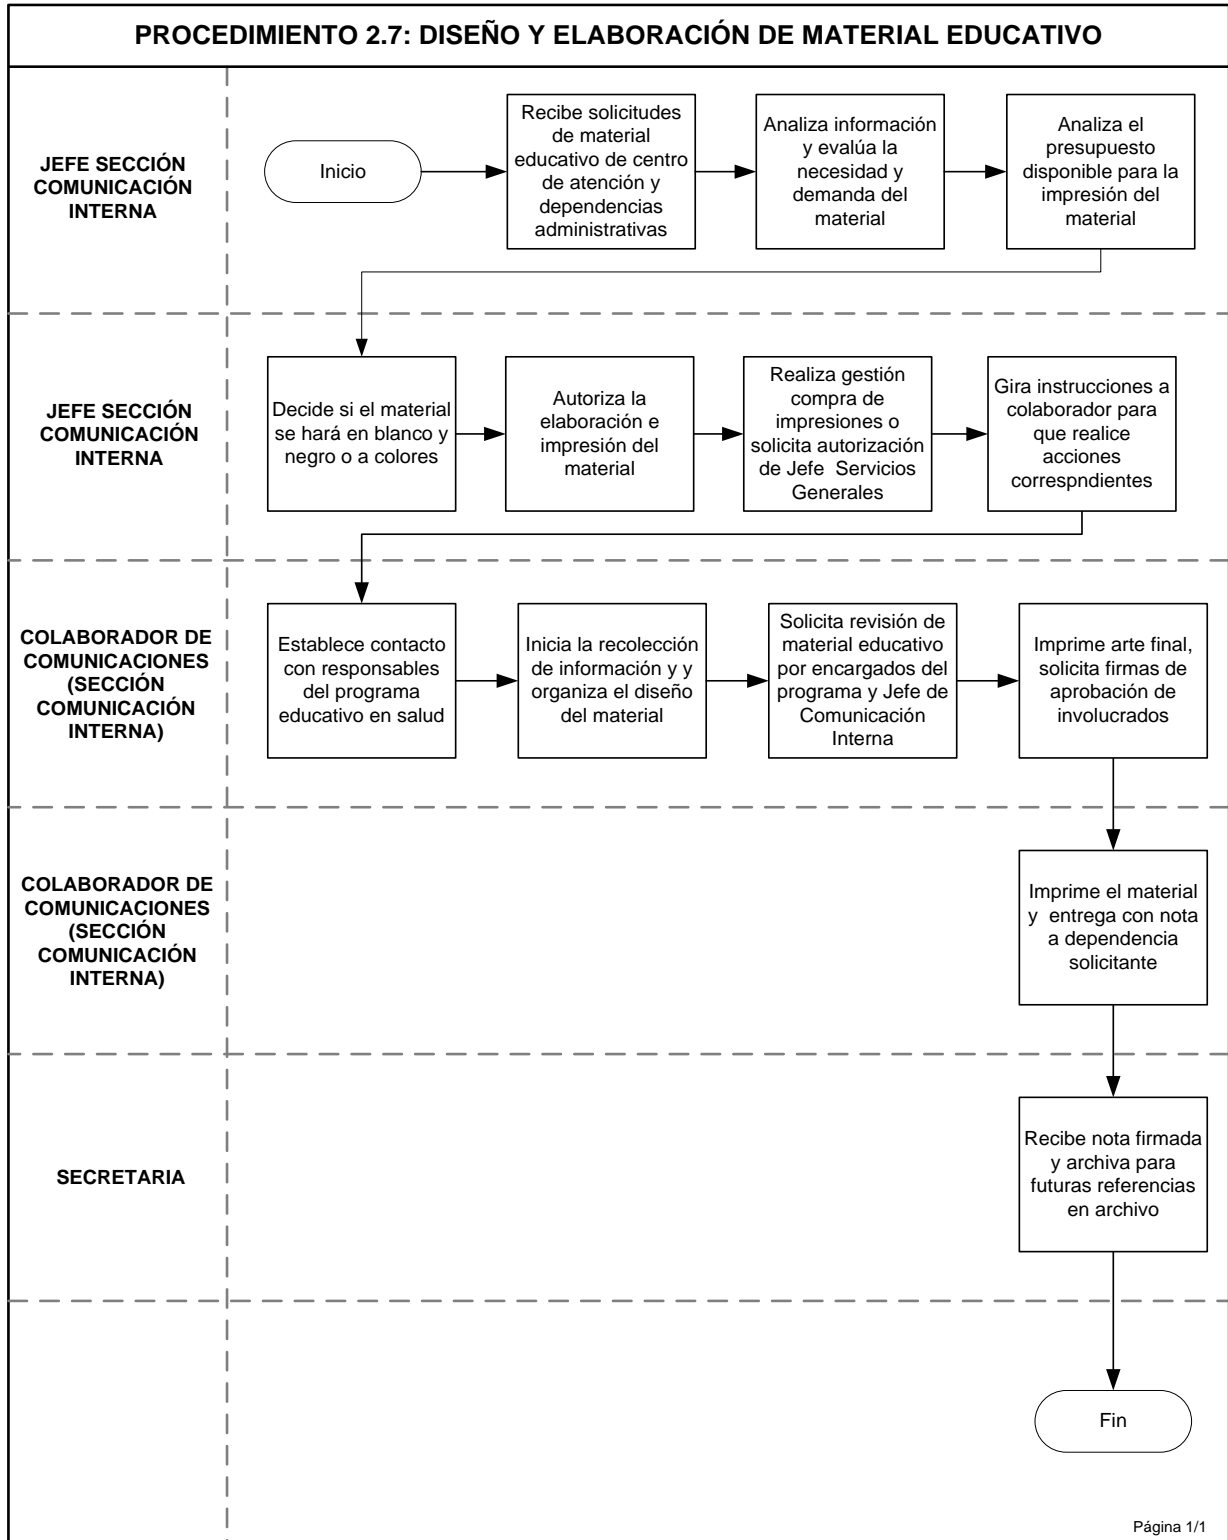 PROCEDIMIENTO 2.7: DISEÑO Y ELABORACIÓN DE MATERIAL EDUCATIVO
JEFE SECCIÓN
COMUNICACIÓN
INTERNA
Inicio
Recibe solicitudes
de material
educativo de centro
de atención y
dependencias
administrativas
Analiza información
y evalúa la
necesidad y
demanda del
material
Analiza el
presupuesto
disponible para la
impresión del
material
JEFE SECCIÓN
COMUNICACIÓN
INTERNA
Decide si el material
se hará en blanco y
negro o a colores
Autoriza la
elaboración e
impresión del
material
Realiza gestión
compra de
impresiones o
solicita autorización
de Jefe Servicios
Generales
Gira instrucciones a
colaborador para
que realice
acciones
correspndientes
COLABORADOR DE
COMUNICACIONES
(SECCIÓN
COMUNICACIÓN
INTERNA)
Establece contacto
con responsables
del programa
educativo en salud
Inicia la recolección
de información y y
organiza el diseño
del material
Solicita revisión de
material educativo
por encargados del
programa y Jefe de
Comunicación
Interna
Imprime arte final,
solicita firmas de
aprobación de
involucrados
COLABORADOR DE
COMUNICACIONES
(SECCIÓN
COMUNICACIÓN
INTERNA)
Imprime el material
y entrega con nota
a dependencia
solicitante
SECRETARIA
Recibe nota firmada
y archiva para
futuras referencias
en archivo
Fin
Página 1/1